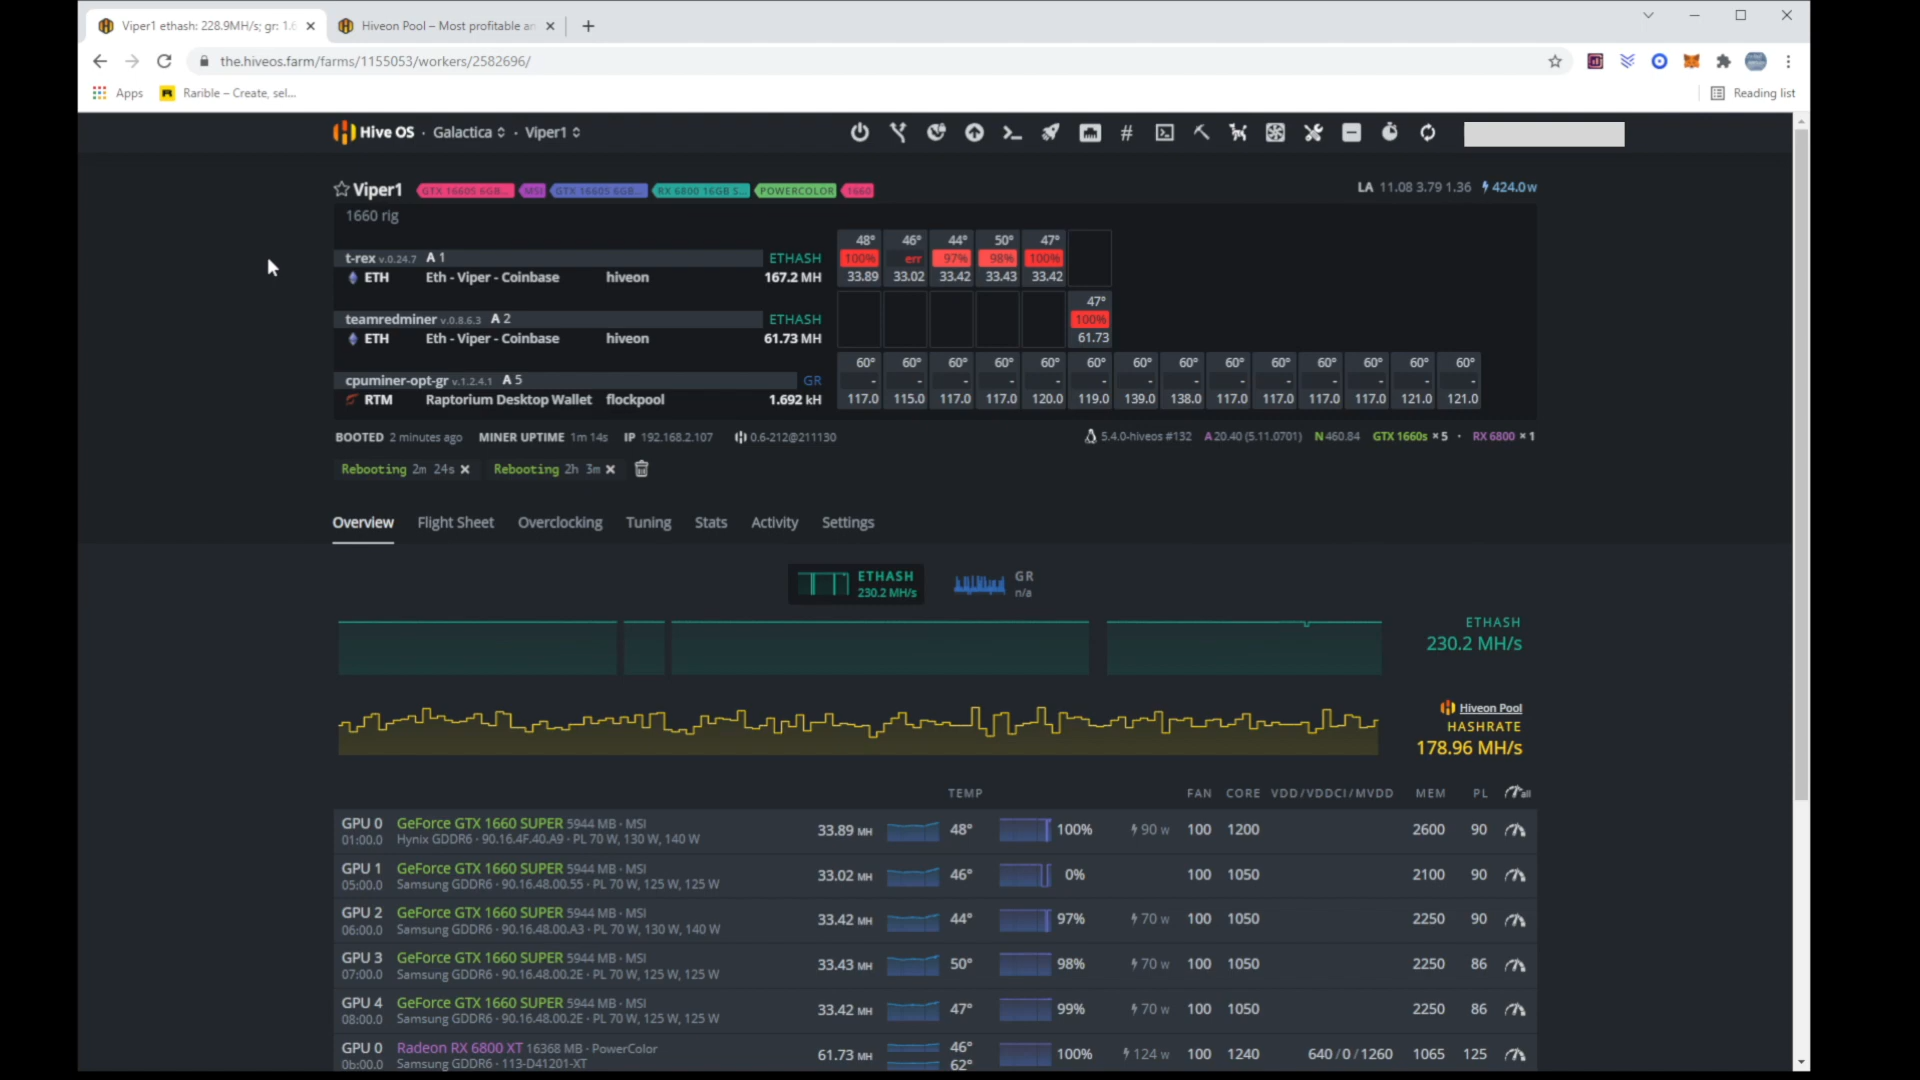 Viper1 ethash: 228.9MH/s; gr: 1.6
Hiveon Pool – Most profitable an
the.hiveos.farm/farms/1155053/workers/2582696/
Apps Rarible – Create, sel...
Reading list
Hive OS · Galactica · Viper1
Viper1 GTX 1660S 6GB... MSI GTX 1660S 6GB... RX 6800 16GB S... POWERCOLOR 1660
LA 11.08 3.79 1.36 424.0w
1660 rig
48° 46° 44° 50° 47°
t-rex v.0.24.7 A 1 ETHASH 100% err 97% 98% 100%
ETH Eth - Viper - Coinbase hiveon 167.2 MH 33.89 33.02 33.42 33.43 33.42
47°
teamredminer v.0.8.6.3 A 2 ETHASH 100%
ETH Eth - Viper - Coinbase hiveon 61.73 MH 61.73
60° 60° 60° 60° 60° 60° 60° 60° 60° 60° 60° 60° 60° 60°
cpuminer-opt-gr v.1.2.4.1 A 5 GR - - - - - - - - - - - - - -
RTM Raptorium Desktop Wallet flockpool 1.692 kH 117.0 115.0 117.0 117.0 120.0 119.0 139.0 138.0 117.0 117.0 117.0 117.0 121.0 121.0
BOOTED 2 minutes ago MINER UPTIME 1m 14s IP 192.168.2.107 0.6-212@211130
5.4.0-hiveos #132 A 20.40 (5.11.0701) N 460.84 GTX 1660s × 5 · RX 6800 × 1
Rebooting 2m 24s × Rebooting 2h 3m ×
Overview Flight Sheet Overclocking Tuning Stats Activity Settings
ETHASH GR
230.2 MH/s n/a
ETHASH
230.2 MH/s
Hiveon Pool
HASHRATE
178.96 MH/s
TEMP FAN CORE VDD/VDDCI/MVDD MEM PL all
GPU 0 GeForce GTX 1660 SUPER 5944 MB · MSI 33.89 MH 48° 100% 90 w 100 1200 2600 90
01:00.0 Hynix GDDR6 · 90.16.4F.40.A9 · PL 70 W, 130 W, 140 W
GPU 1 GeForce GTX 1660 SUPER 5944 MB · MSI 33.02 MH 46° 0% 100 1050 2100 90
05:00.0 Samsung GDDR6 · 90.16.48.00.55 · PL 70 W, 125 W, 125 W
GPU 2 GeForce GTX 1660 SUPER 5944 MB · MSI 33.42 MH 44° 97% 70 w 100 1050 2250 90
06:00.0 Samsung GDDR6 · 90.16.48.00.A3 · PL 70 W, 130 W, 140 W
GPU 3 GeForce GTX 1660 SUPER 5944 MB · MSI 33.43 MH 50° 98% 70 w 100 1050 2250 86
07:00.0 Samsung GDDR6 · 90.16.48.00.2E · PL 70 W, 125 W, 125 W
GPU 4 GeForce GTX 1660 SUPER 5944 MB · MSI 33.42 MH 47° 99% 70 w 100 1050 2250 86
08:00.0 Samsung GDDR6 · 90.16.48.00.2E · PL 70 W, 125 W, 125 W
GPU 0 Radeon RX 6800 XT 16368 MB · PowerColor 61.73 MH 46° 100% 124 w 100 1240 640 / 0 / 1260 1065 125
0b:00.0 Samsung GDDR6 · 113-D41201-XT 62°